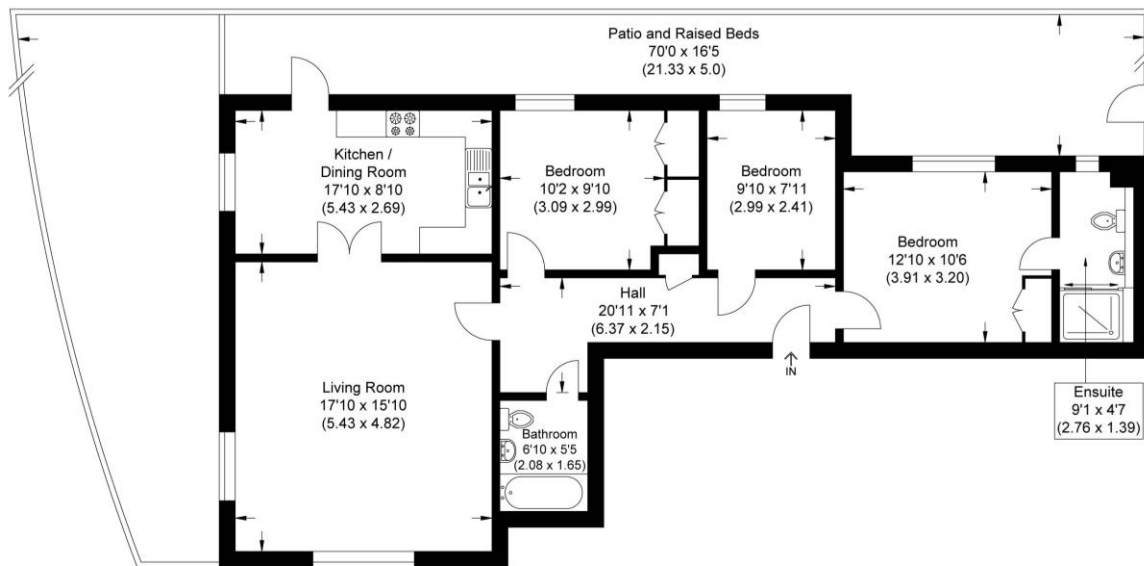 Patio and Raised Beds
70'0 x 16'5
(21.33 x 5.0)
Kitchen /
Dining Room
17'10 x 8'10
(5.43 x 2.69)
Bedroom
10'2 x 9'10
(3.09 x 2.99)
Bedroom
9'10 x 7'11
(2.99 x 2.41)
Bedroom
12'10 x 10'6
(3.91 x 3.20)
Hall
20'11 x 7'1
(6.37 x 2.15)
IN
Living Room
17'10 x 15'10
(5.43 x 4.82)
Ensuite
9'1 x 4'7
(2.76 x 1.39)
Bathroom
6'10 x 5'5
(2.08 x 1.65)